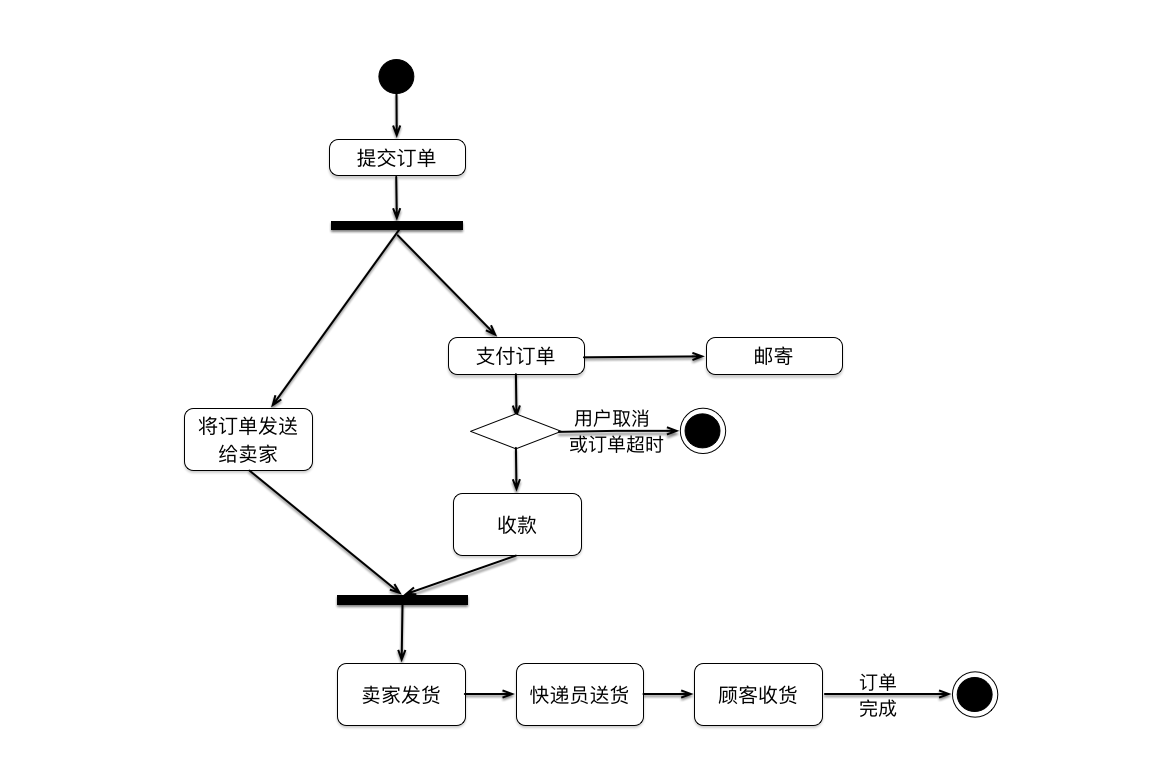 提交订单
支付订单
邮寄
将订单发送
给卖家
用户取消
或订单超时
收款
卖家发货
快递员送货
顾客收货
订单
完成